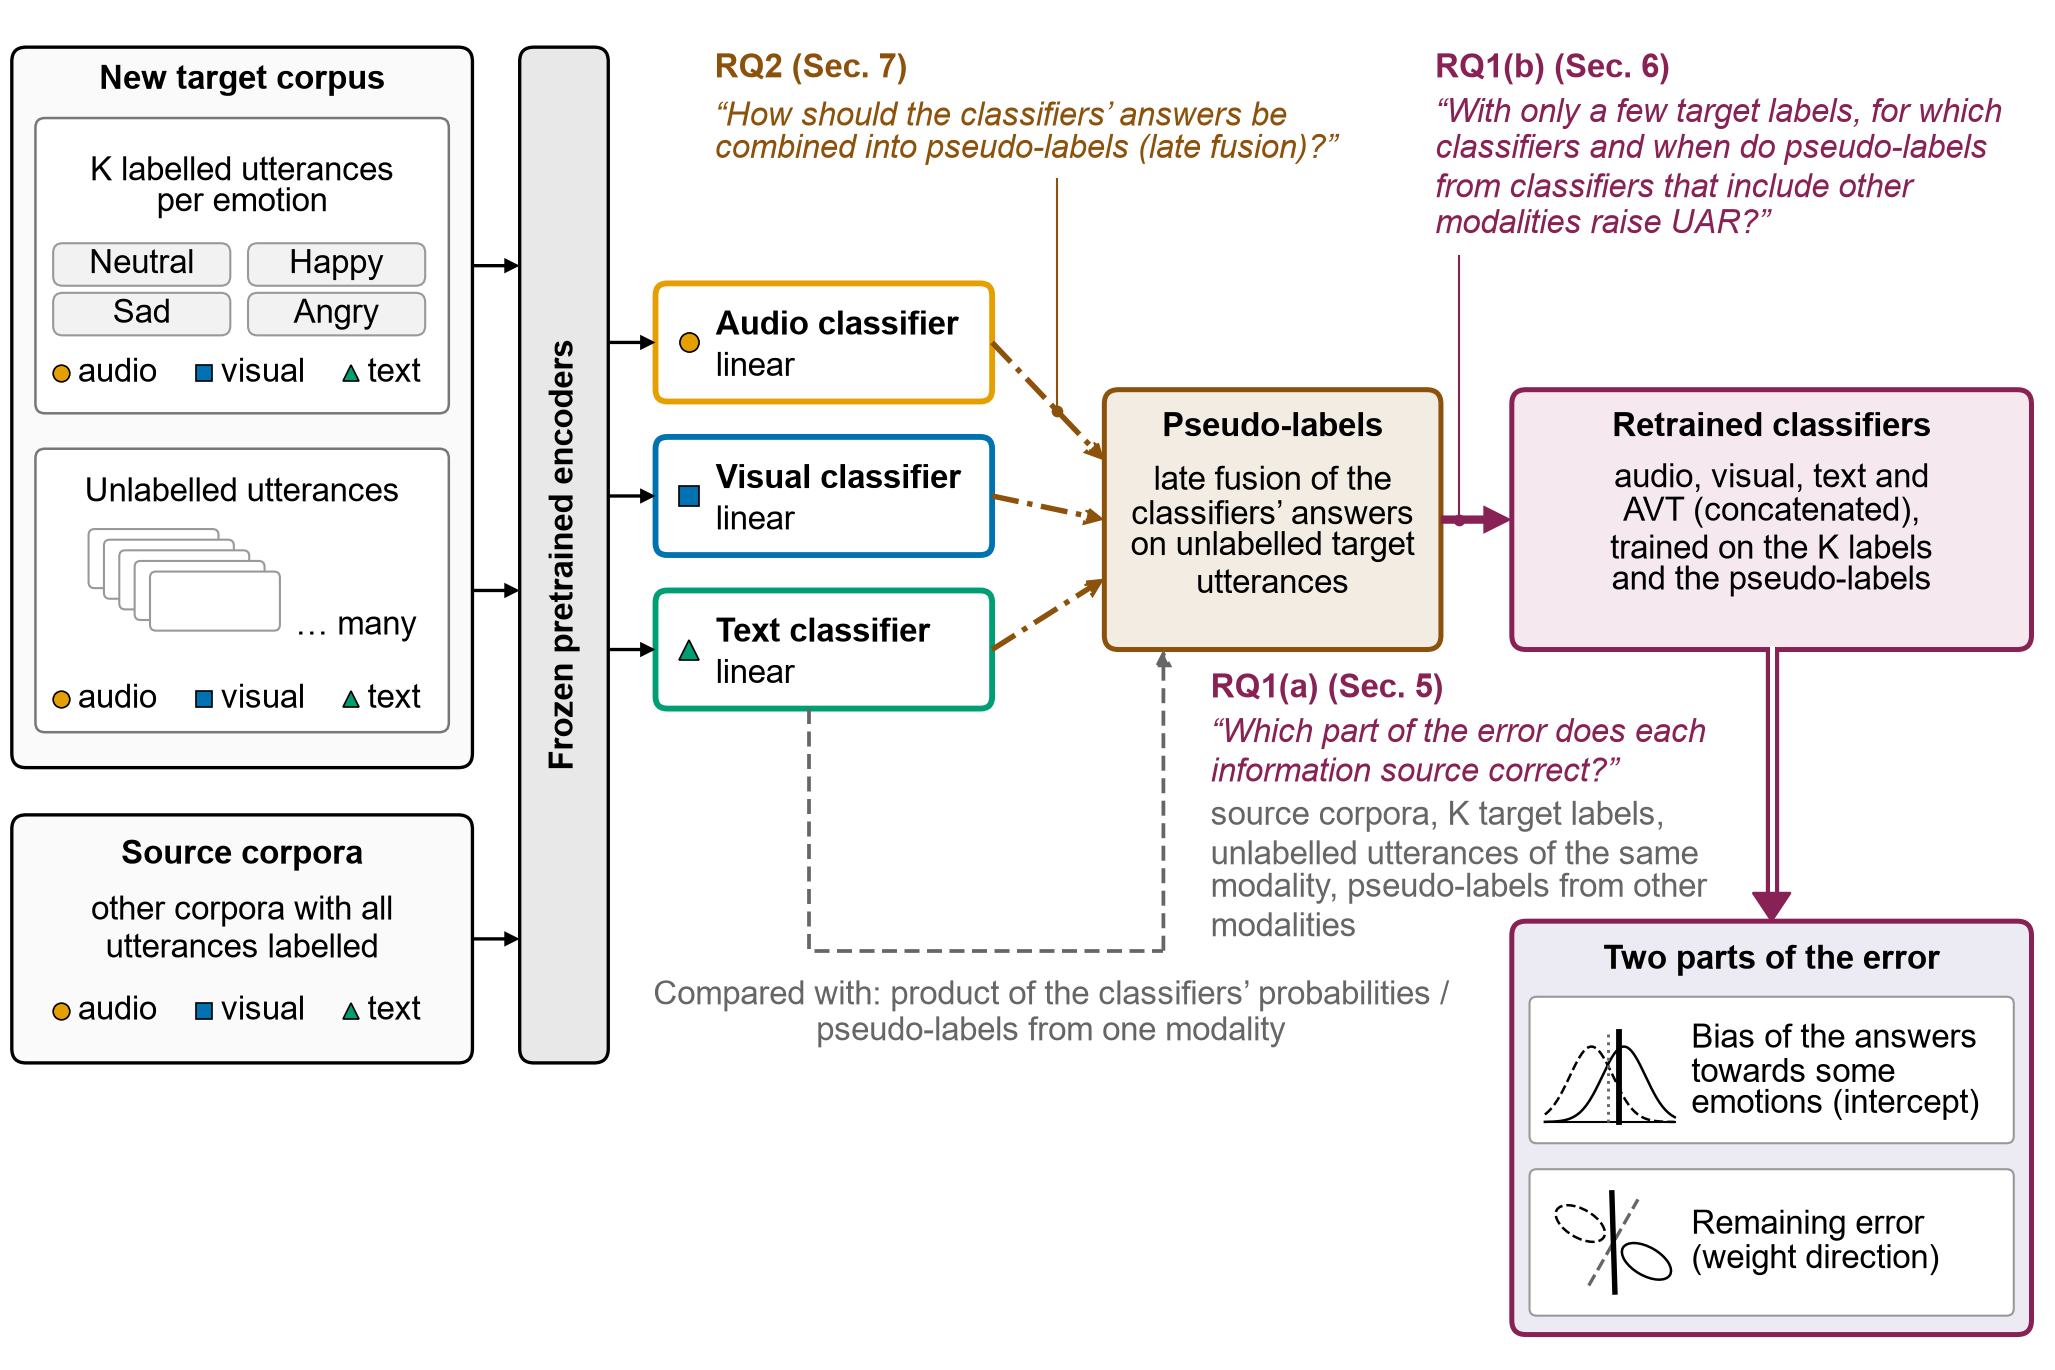 New target corpus
K labelled utterances
per emotion
Neutral
Happy
Sad
Angry
audio
visual
text
Unlabelled utterances
… many
audio
visual
text
Source corpora
other corpora with all
utterances labelled
audio
visual
text
Frozen pretrained encoders
RQ2 (Sec. 7)
“How should the classifiers’ answers be
combined into pseudo-labels (late fusion)?”
Audio classifier
linear
Visual classifier
linear
Text classifier
linear
Compared with: product of the classifiers’ probabilities /
pseudo-labels from one modality
Pseudo-labels
late fusion of the
classifiers’ answers
on unlabelled target
utterances
RQ1(b) (Sec. 6)
“With only a few target labels, for which
classifiers and when do pseudo-labels
from classifiers that include other
modalities raise UAR?”
Retrained classifiers
audio, visual, text and
AVT (concatenated),
trained on the K labels
and the pseudo-labels
RQ1(a) (Sec. 5)
“Which part of the error does each
information source correct?”
source corpora, K target labels,
unlabelled utterances of the same
modality, pseudo-labels from other
modalities
Two parts of the error
Bias of the answers
towards some
emotions (intercept)
Remaining error
(weight direction)